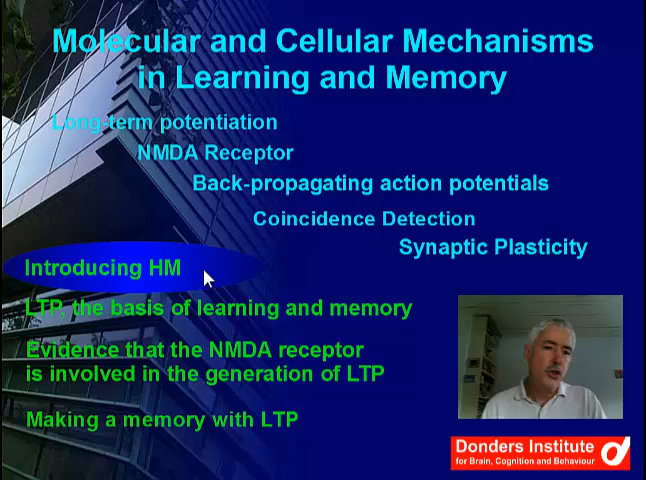 Molecular and Cellular Mechanisms
in Learning and Memory
Long-term potentiation
NMDA Receptor
Back-propagating action potentials
Coincidence Detection
Synaptic Plasticity
Introducing HM
LTP, the basis of learning and memory
Evidence that the NMDA receptor
is involved in the generation of LTP
Making a memory with LTP
Donders Institute
for Brain, Cognition and Behaviour